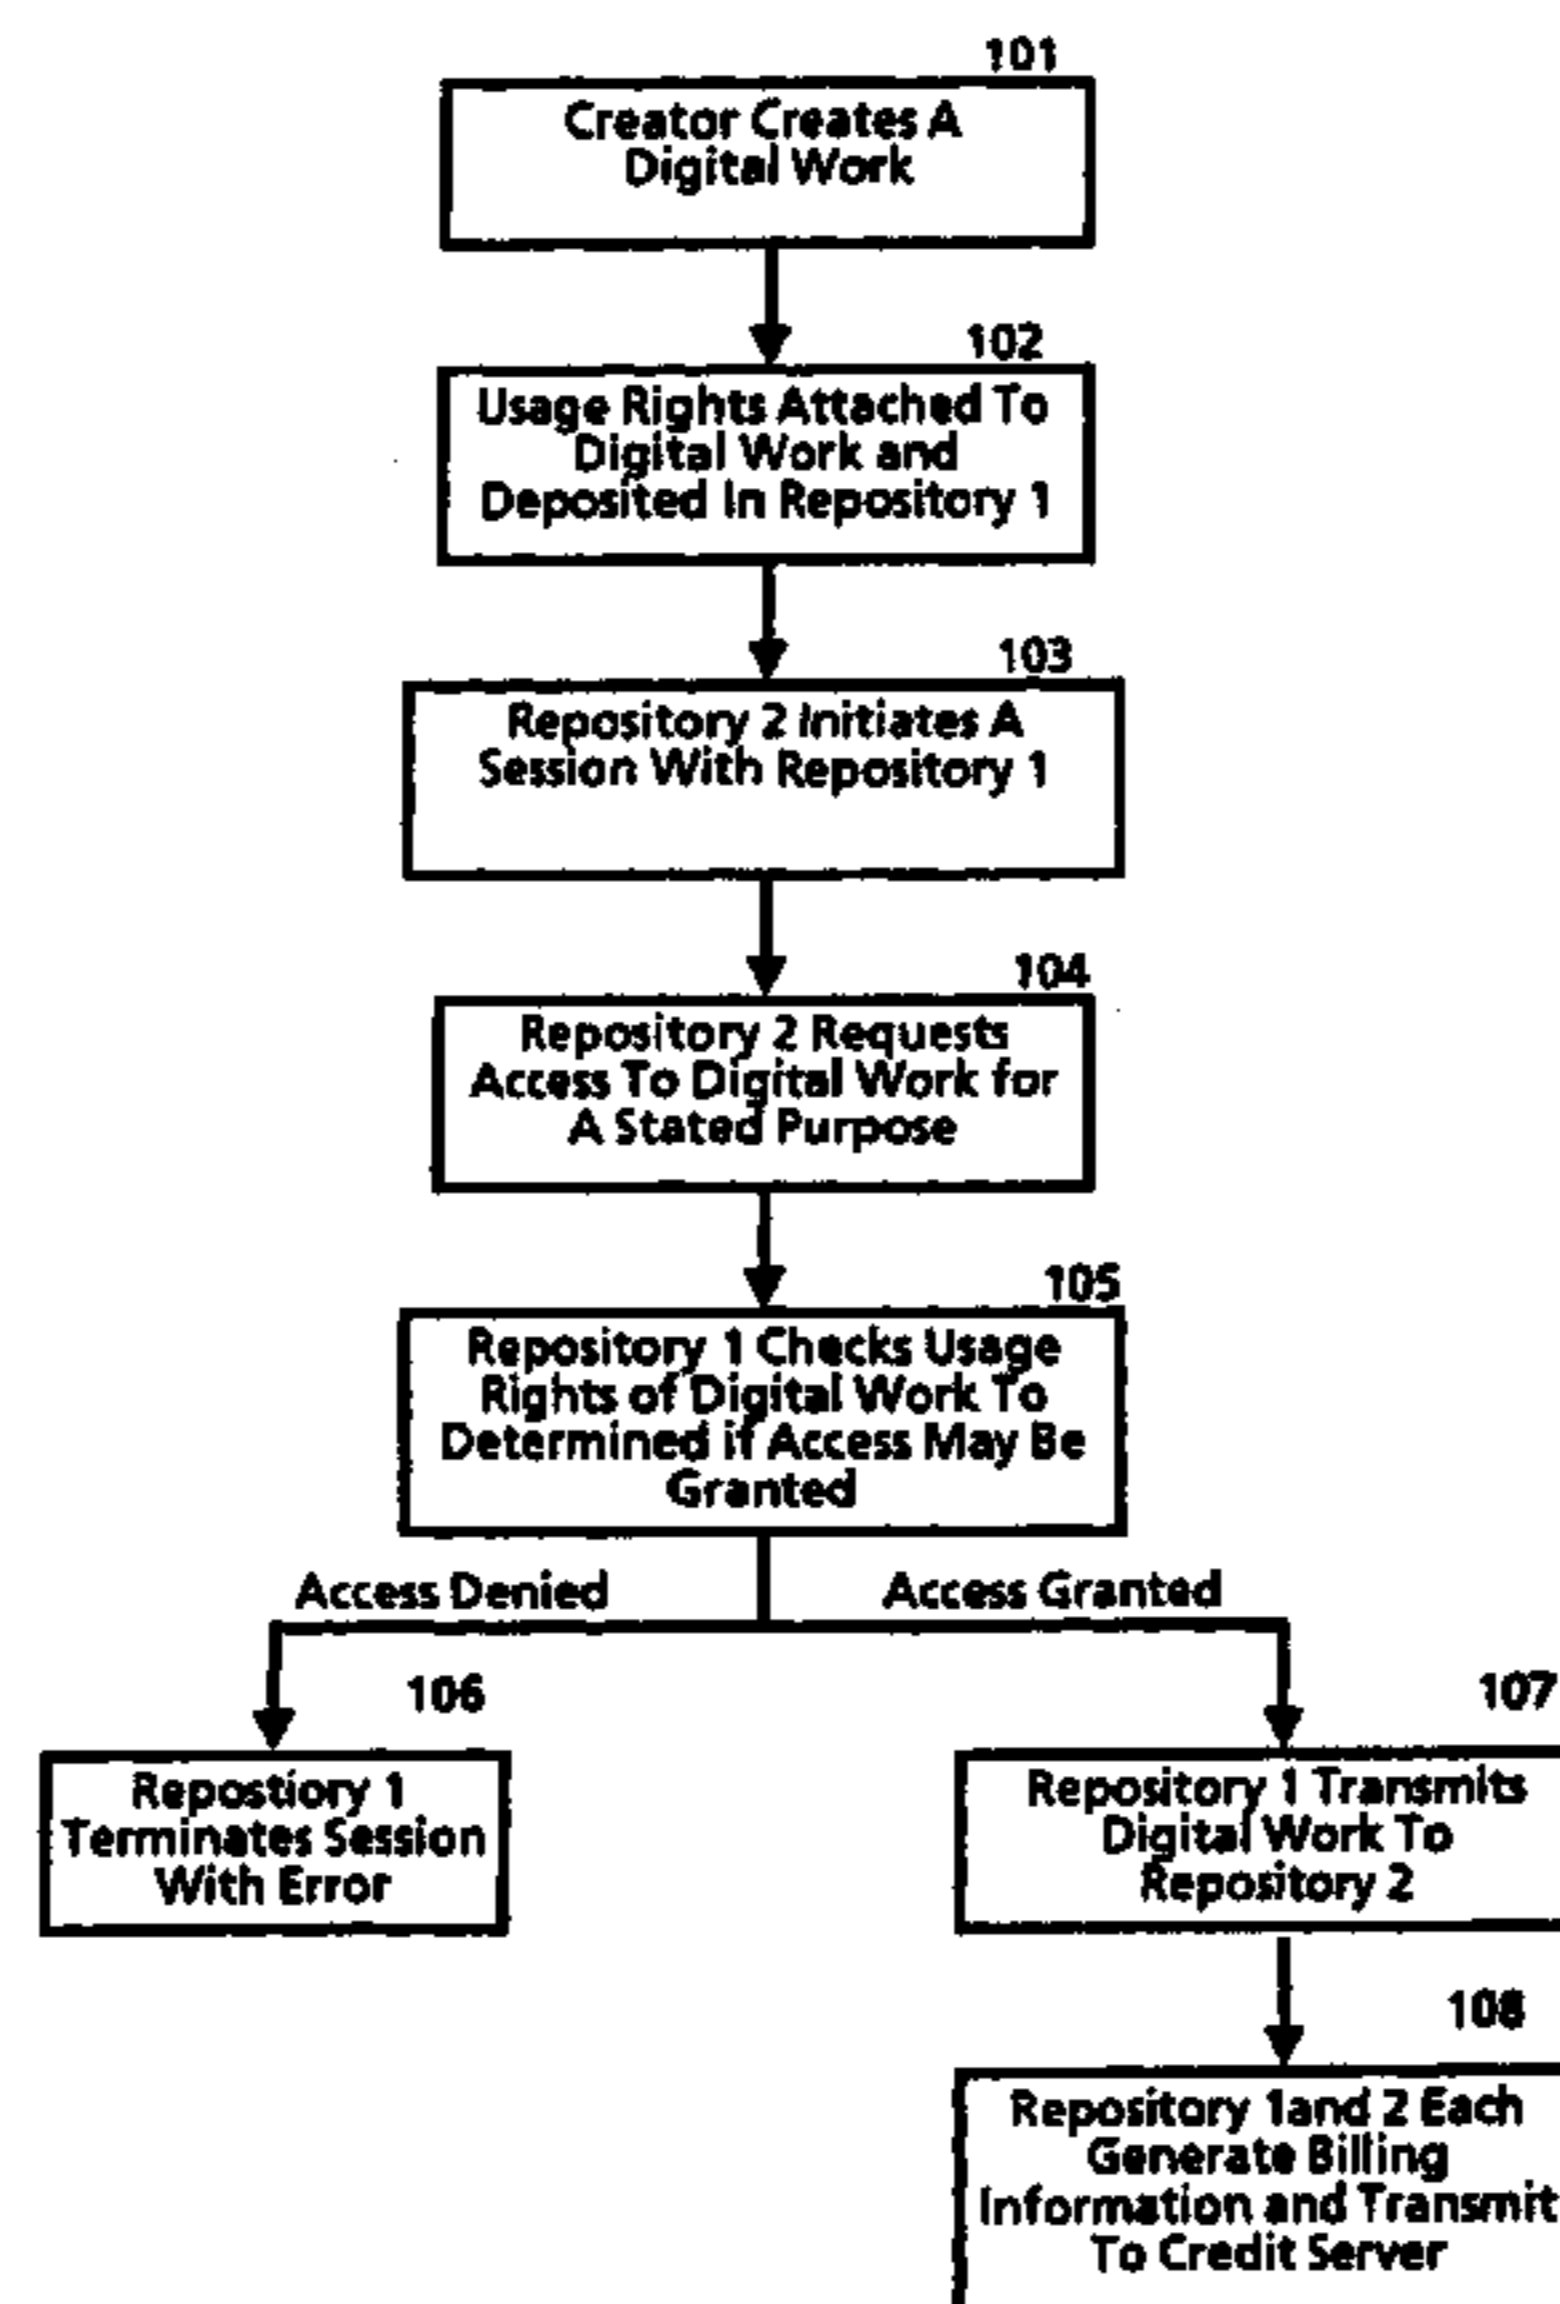 101
Creator Creates A
Digital Work
102
Usage Rights Attached To
Digital Work and
Deposited In Repository 1
103
Repository 2 Initiates A
Session With Repository 1
104
Repository 2 Requests
Access To Digital Work for
A Stated Purpose
105
Repository 1 Checks Usage
Rights of Digital Work To
Determined if Access May Be
Granted
Access Denied
Access Granted
106
Repostiory 1
Terminates Session
With Error
107
Repository 1 Transmits
Digital Work To
Repository 2
108
Repository 1and 2 Each
Generate Billing
Information and Transmit
To Credit Server